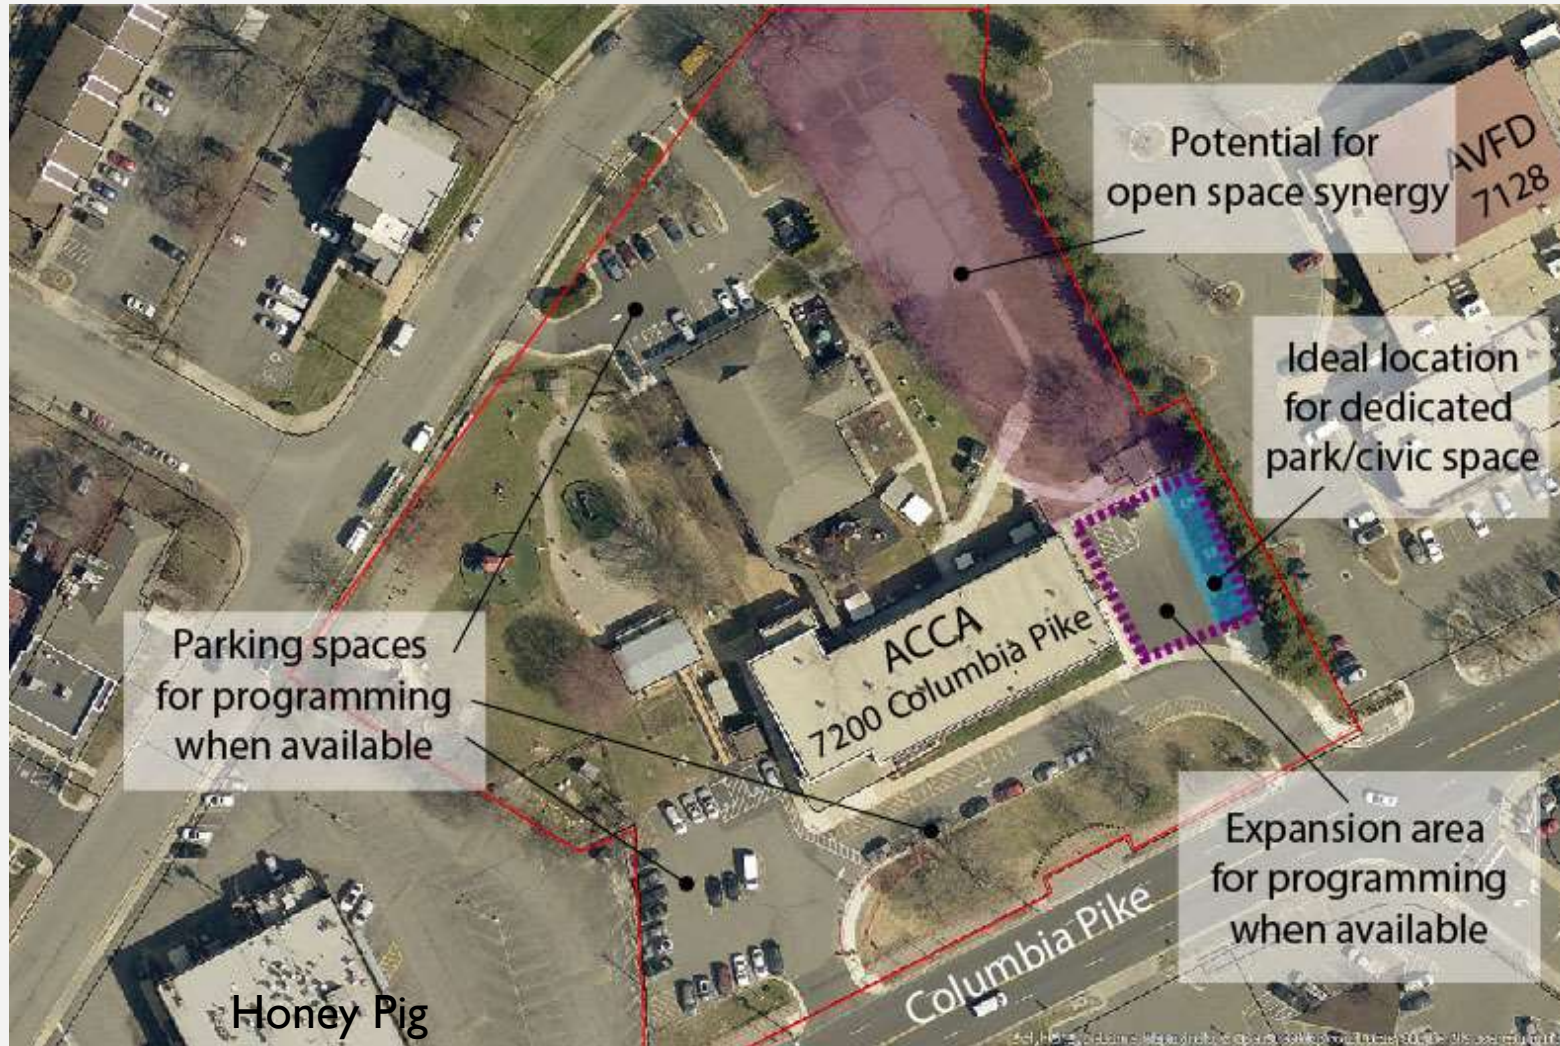 Potential for
open space synergy
AVFD
7128
Ideal location
for dedicated
park/civic space
Parking spaces
for programming
when available
ACCA
7200 Columbia Pike
Expansion area
for programming
when available
Columbia Pike
Honey Pig